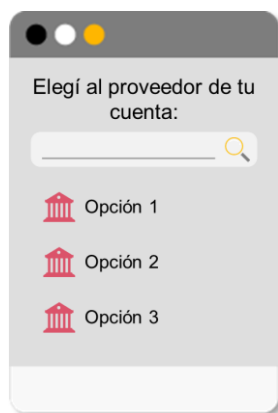 Elegí al proveedor de tu
cuenta:
Opción 1
Opción 2
Opción 3